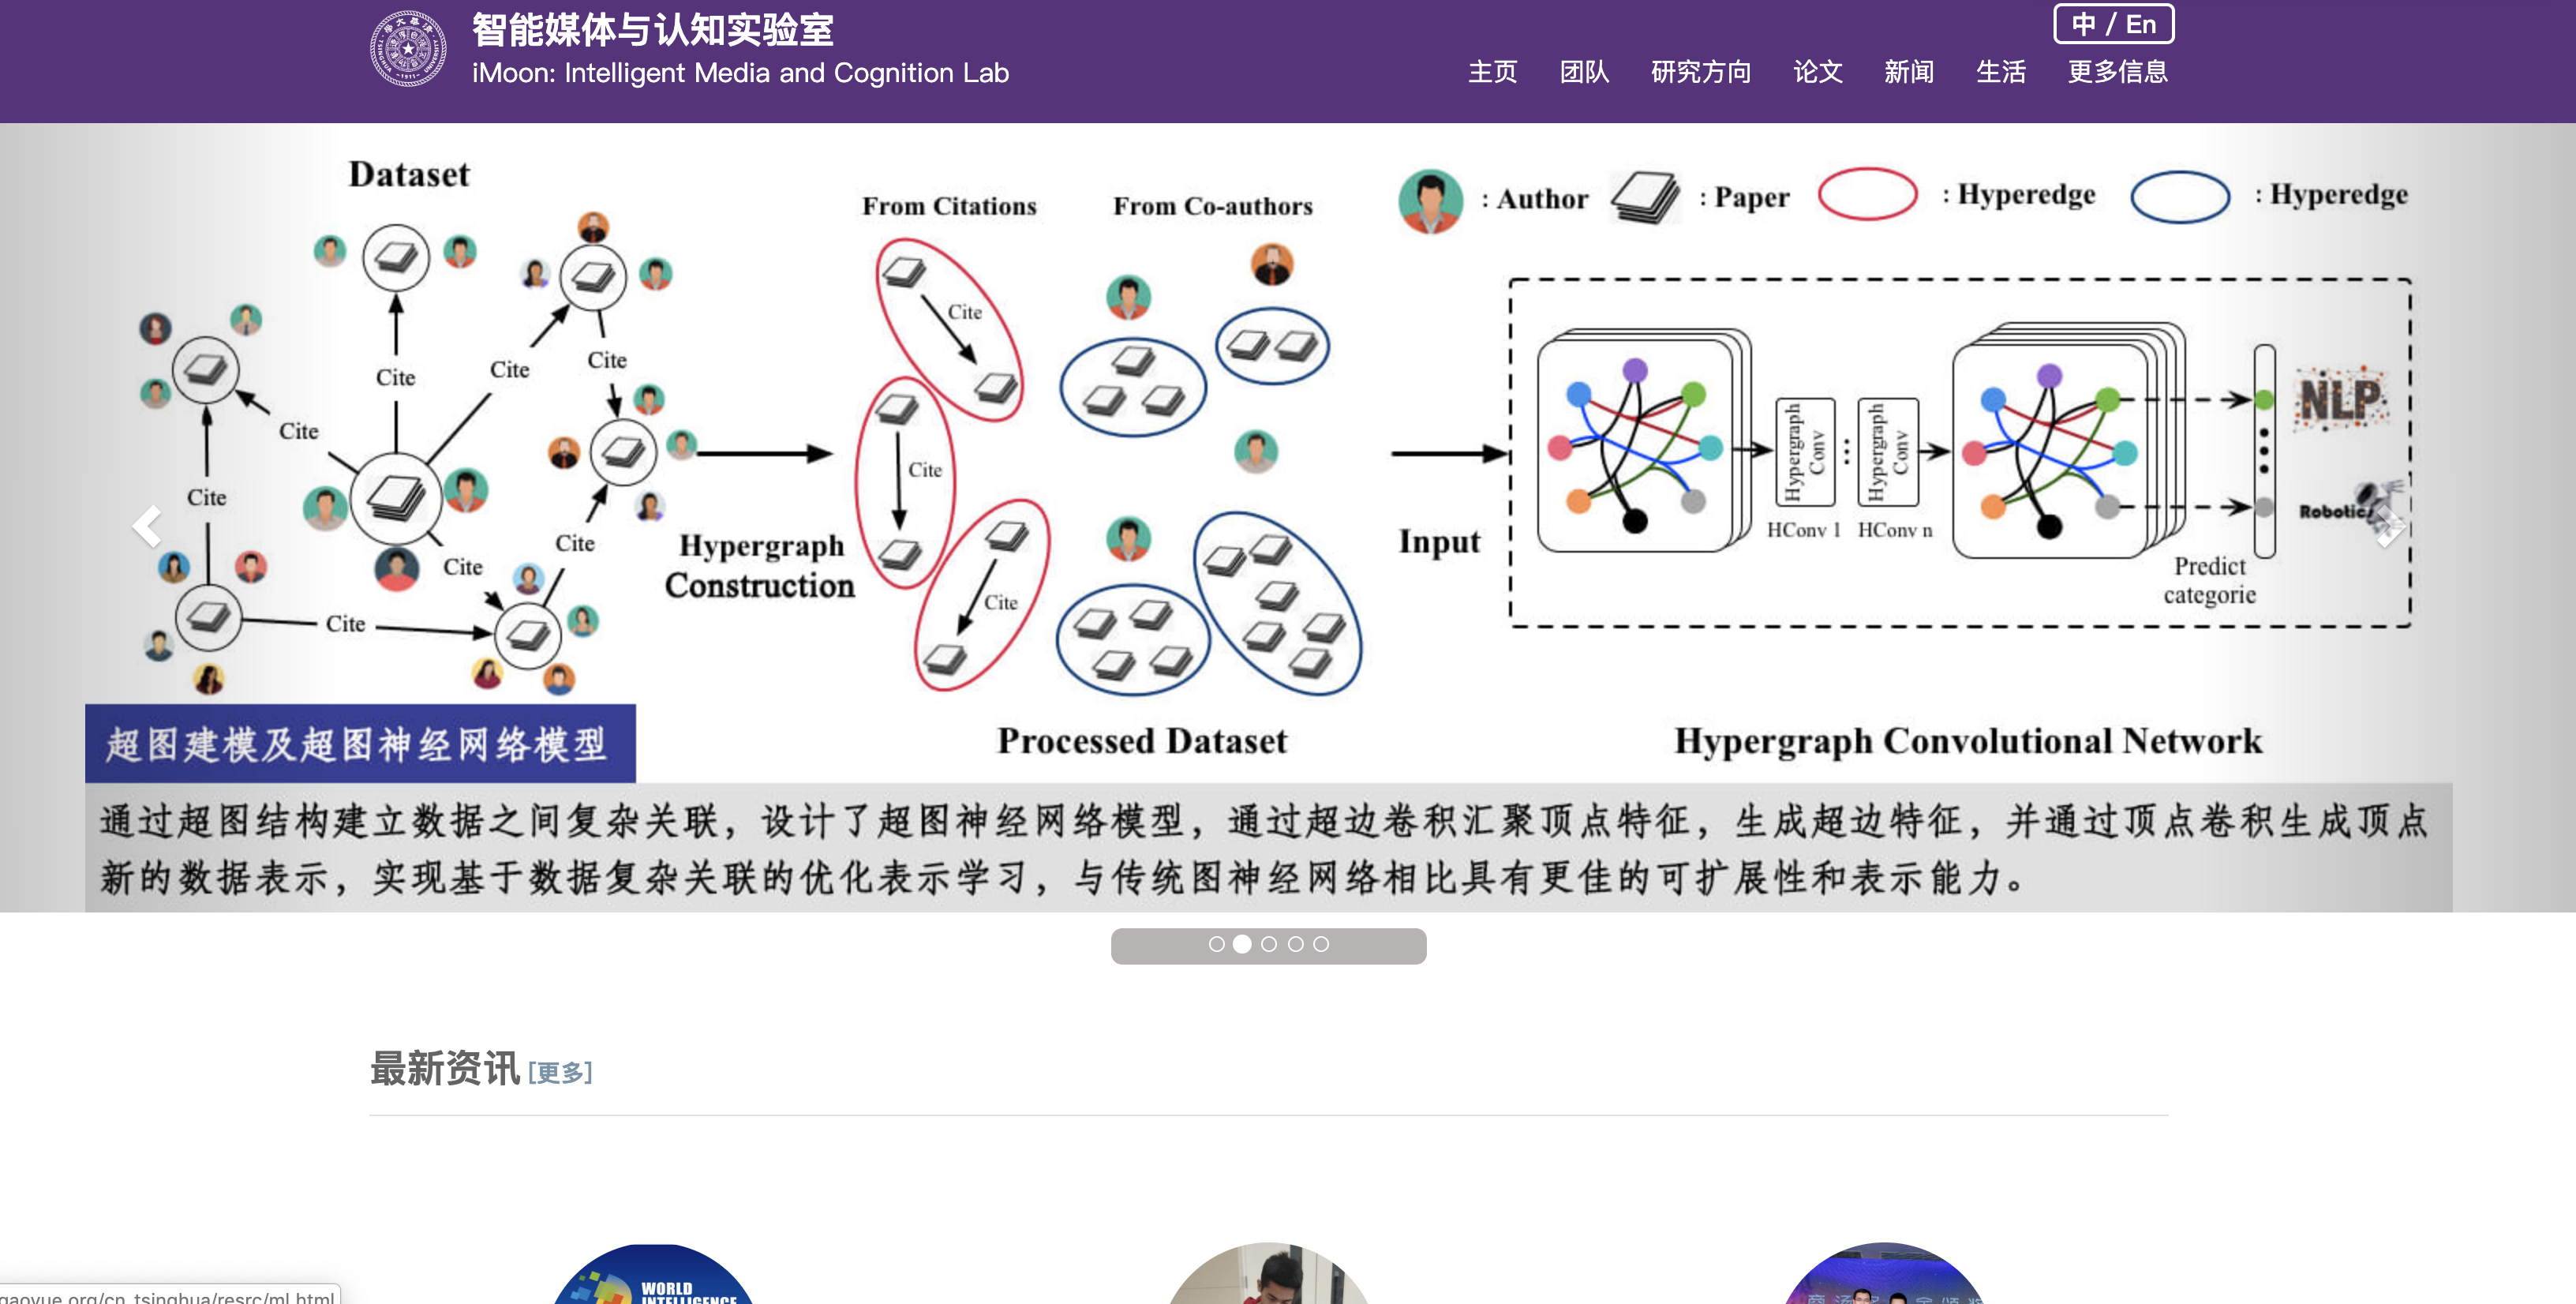 智能媒体与认知实验室
iMoon: Intelligent Media and Cognition Lab
中 / En
主页 团队 研究方向 论文 新闻 生活 更多信息
Dataset
Cite
Cite
Cite
Cite
Cite
Cite
Cite
Cite
Cite
Hypergraph
Construction
From Citations
From Co-authors
Cite
Cite
Cite
Processed Dataset
: Author
: Paper
: Hyperedge
: Hyperedge
Input
Hypergraph
Conv
Hypergraph
Conv
HConv 1
HConv n
Predict
categorie
NLP
Robotics
Hypergraph Convolutional Network
超图建模及超图神经网络模型
通过超图结构建立数据之间复杂关联，设计了超图神经网络模型，通过超边卷积汇聚顶点特征，生成超边特征，并通过顶点卷积生成顶点
新的数据表示，实现基于数据复杂关联的优化表示学习，与传统图神经网络相比具有更佳的可扩展性和表示能力。
最新资讯 [更多]
WORLD
INTELLIGENCE
gaoyue.org/cn_tsinghua/resrc/ml.html